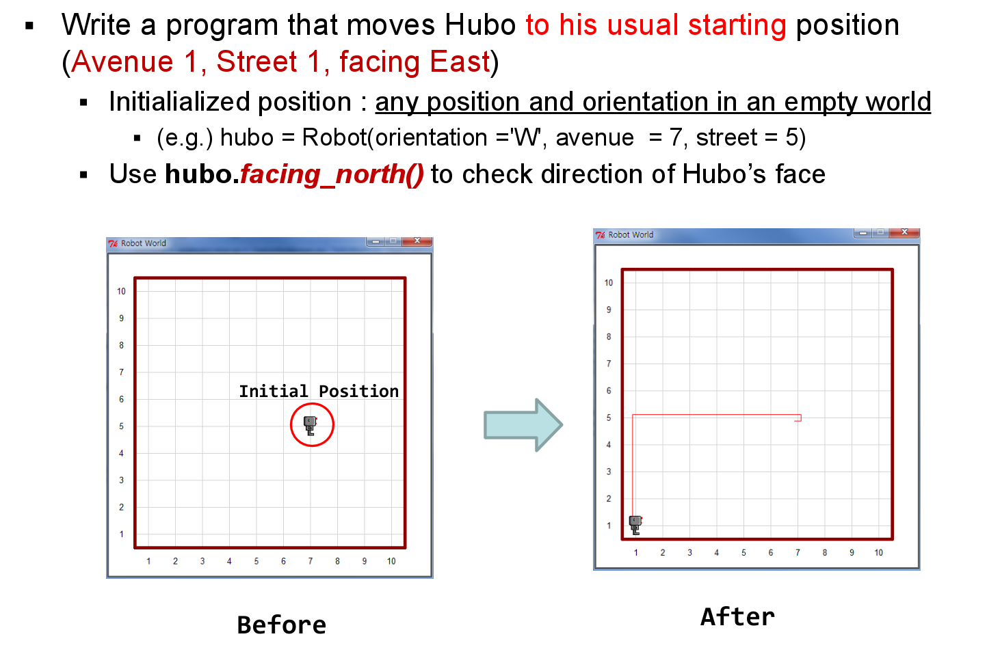 ▪ Write a program that moves Hubo to his usual starting position
(Avenue 1, Street 1, facing East)
▪ Initialialized position : any position and orientation in an empty world
▪ (e.g.) hubo = Robot(orientation ='W', avenue = 7, street = 5)
▪ Use hubo.facing_north() to check direction of Hubo’s face
Robot World
10
9
8
7
Initial Position
6
5
4
3
2
1
1 2 3 4 5 6 7 8 9 10
Before
Robot World
10
9
8
7
6
5
4
3
2
1
1 2 3 4 5 6 7 8 9 10
After